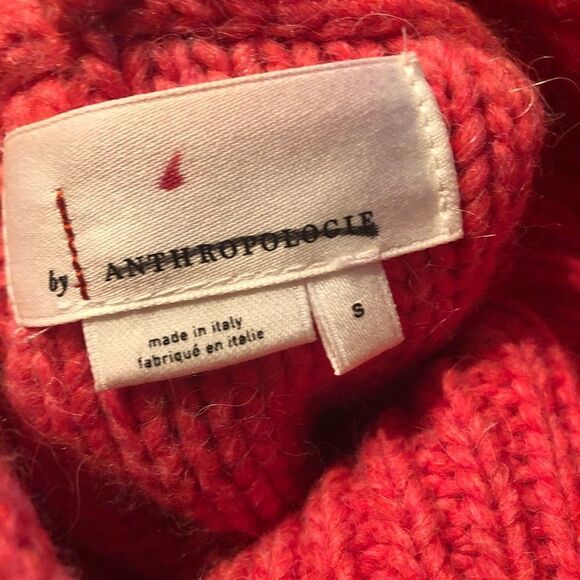 by ANTHROPOLOGIE
made in italy
fabriqué en italie
S